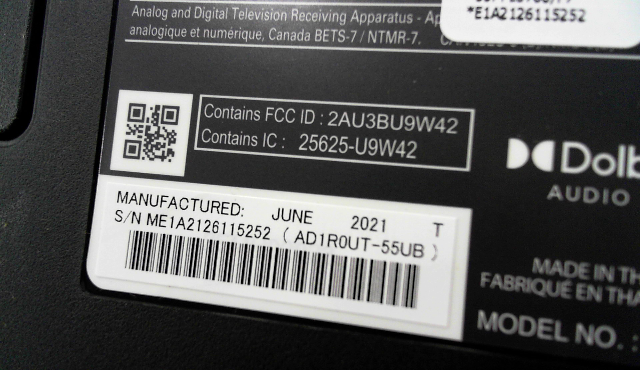 *E1A2126115252
Analog and Digital Television Receiving Apparatus - Ap
analogique et numérique, Canada BETS-7 / NTMR-7.
Contains FCC ID : 2AU3BU9W42
Contains IC : 25625-U9W42
Dolb
AUDIO
MANUFACTURED: JUNE 2021 T
S/N ME1A2126115252 ( AD1R0UT-55UB )
MADE IN TH
FABRIQUÉ EN THA
MODEL NO. :